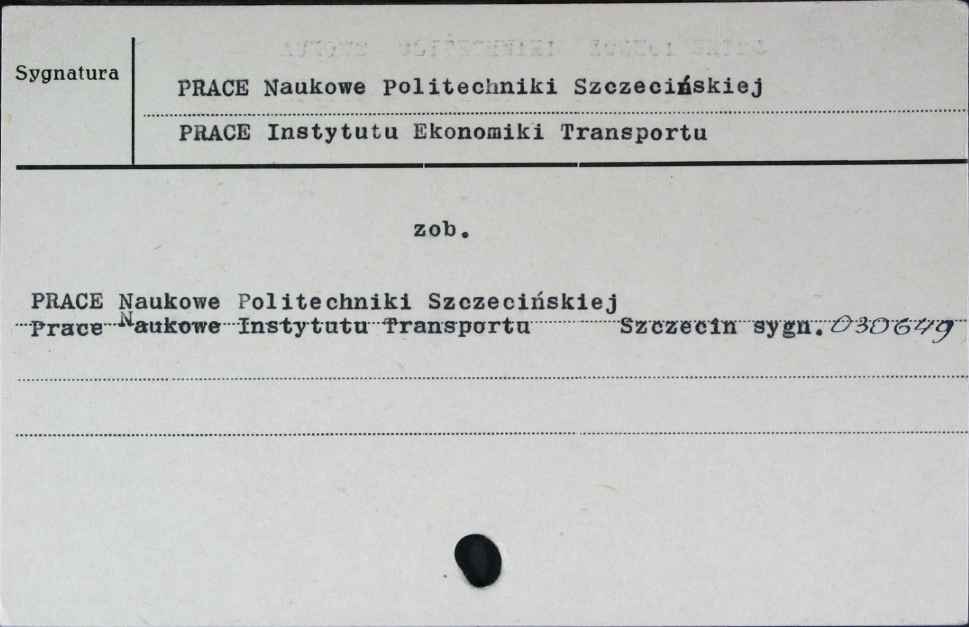 Sygnatura
PRACE Naukowe Politechniki Szczecińskiej
PRACE Instytutu Ekonomiki Transportu
zob.
PRACE Naukowe Politechniki Szczecińskiej
Prace Naukowe Instytutu Transportu Szczecin sygn. 030649